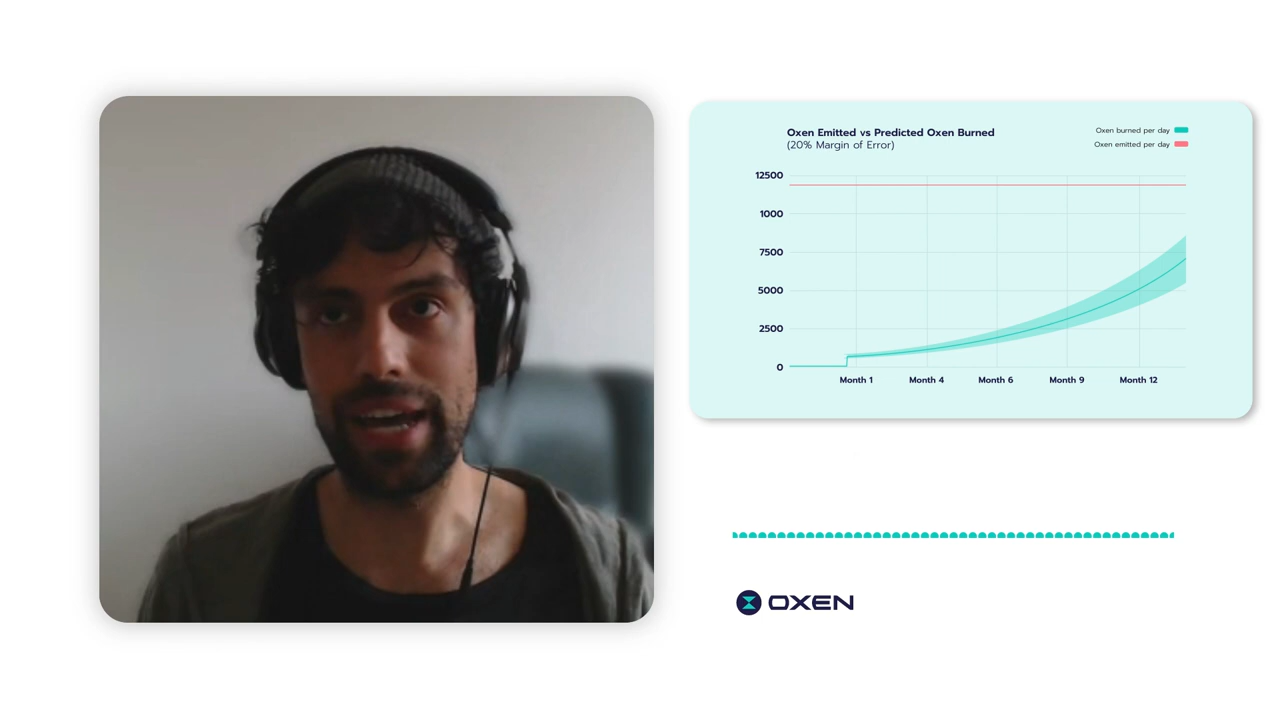 Oxen Emitted vs Predicted Oxen Burned
(20% Margin of Error)
Oxen burned per day
Oxen emitted per day
12500
1000
7500
5000
2500
0
Month 1 Month 4 Month 6 Month 9 Month 12
OXEN